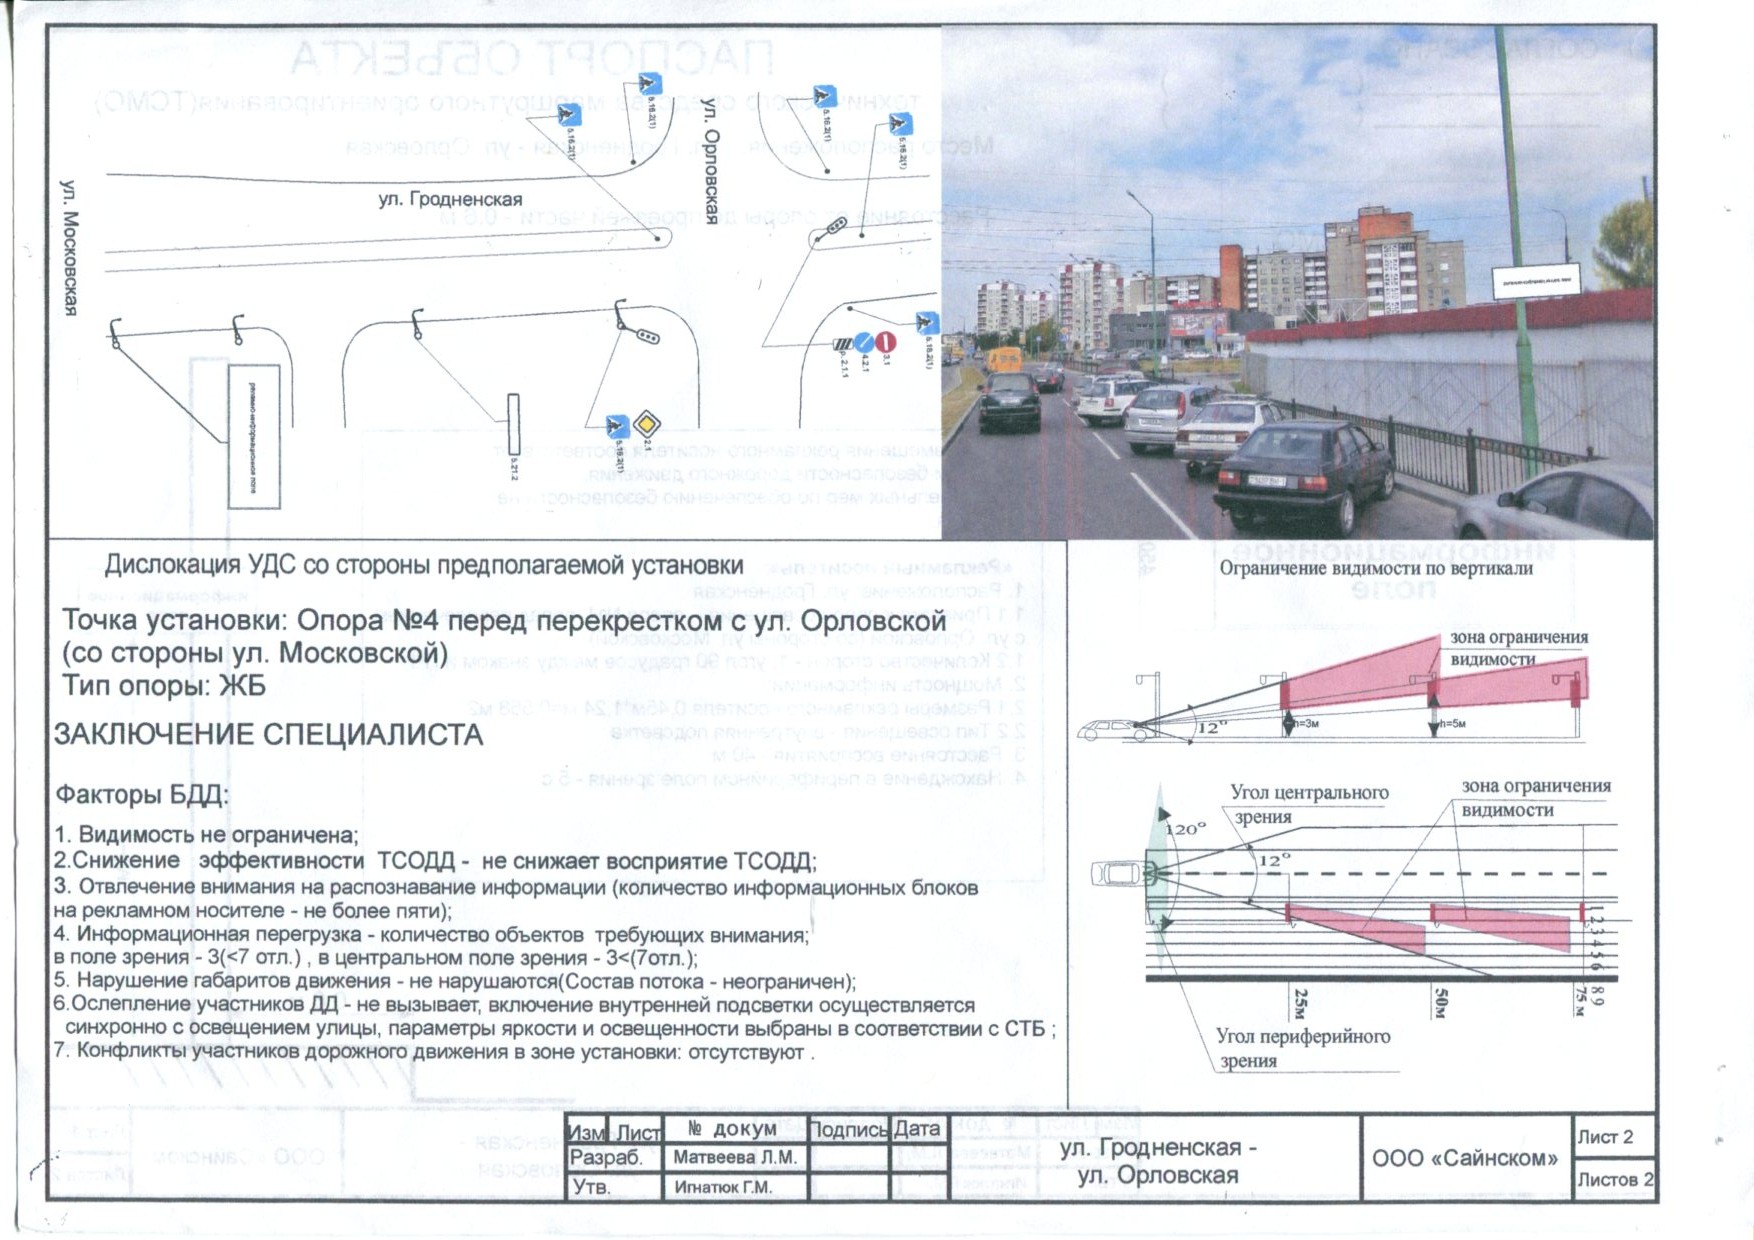 ул. Московская
ул. Гродненская
ул. Орловская
5.16.2(1)
5.16.2(1)
5.16.2(1)
5.16.2(1)
5.16.2(1)
р. 2.1.1
4.2.1
3.1
5.16.2(1)
2.1
5.21.2
рекламно-информационное поле
Дислокация УДС со стороны предполагаемой установки
Точка установки: Опора №4 перед перекрестком с ул. Орловской
(со стороны ул. Московской)
Тип опоры: ЖБ
ЗАКЛЮЧЕНИЕ СПЕЦИАЛИСТА
Факторы БДД:
1. Видимость не ограничена;
2.Снижение эффективности ТСОДД - не снижает восприятие ТСОДД;
3. Отвлечение внимания на распознавание информации (количество информационных блоков
на рекламном носителе - не более пяти);
4. Информационная перегрузка - количество объектов требующих внимания;
в поле зрения - 3(<7 отл.) , в центральном поле зрения - 3<(7отл.);
5. Нарушение габаритов движения - не нарушаются(Состав потока - неограничен);
6.Ослепление участников ДД - не вызывает, включение внутренней подсветки осуществляется
синхронно с освещением улицы, параметры яркости и освещенности выбраны в соответствии с СТБ ;
7. Конфликты участников дорожного движения в зоне установки: отсутствуют .
Ограничение видимости по вертикали
зона ограничения
видимости
12°
h=3м
h=5м
Угол центрального
зрения
зона ограничения
видимости
120°
12°
1 2 3 4 5 6
8 9
25м
50м
75 м
Угол периферийного
зрения
Изм Лист № докум Подпись Дата
Разраб. Матвеева Л.М.
Утв. Игнатюк Г.М.
ул. Гродненская -
ул. Орловская
ООО «Сайнском»
Лист 2
Листов 2